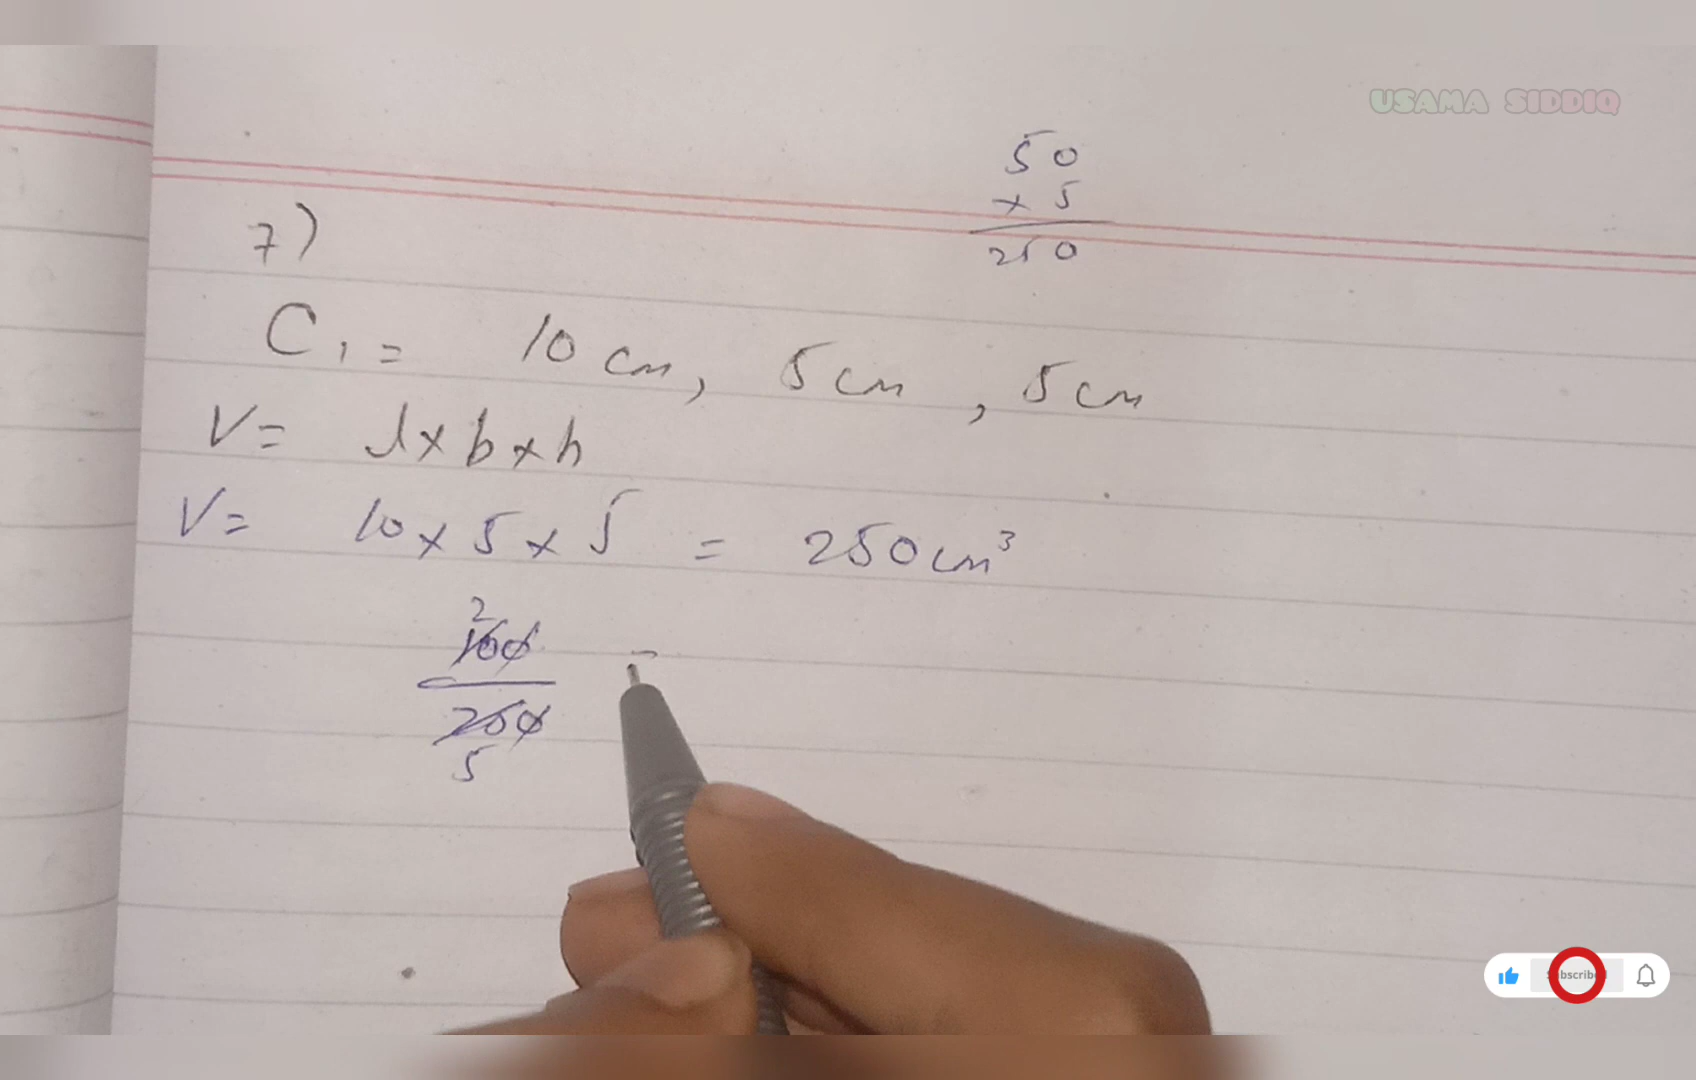 USAMA SIDDIQ
50
× 5
250
7)
C₁ = 10 cm, 5 cm, 5 cm
V = l × b × h
V = 10 × 5 × 5 = 250 cm³
2
100
250
5